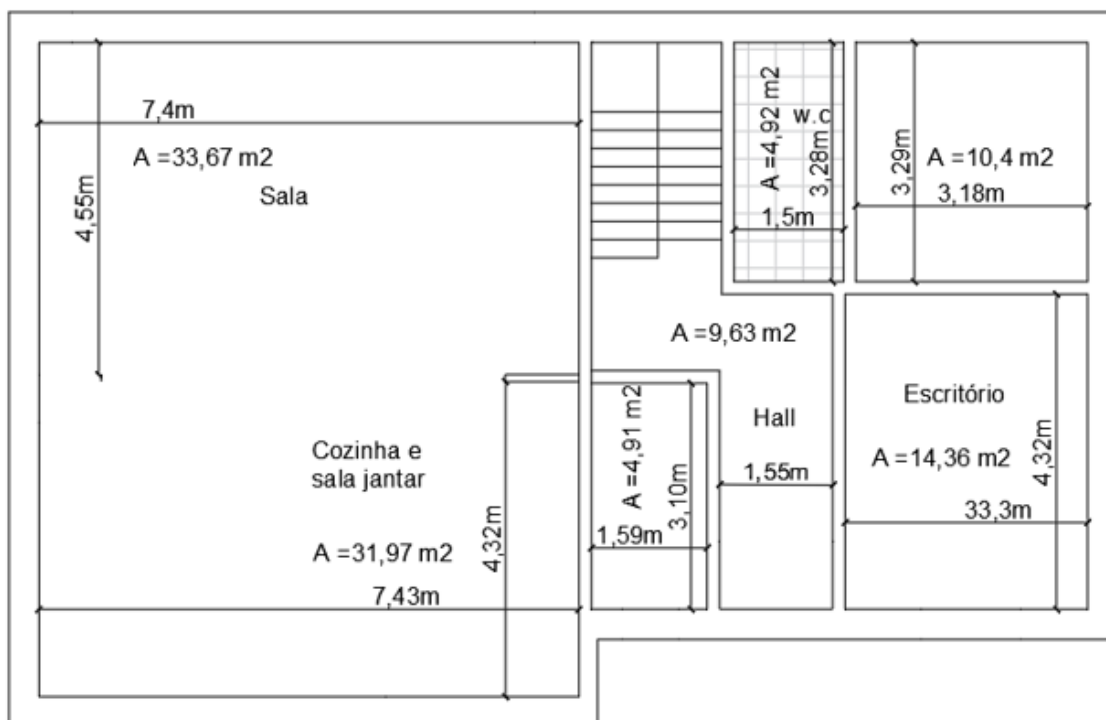 7,4m
A =33,67 m2
Sala
4,55m
A =4,92 m2
w.c
3,28m
1,5m
3,29m
A =10,4 m2
3,18m
A =9,63 m2
Cozinha e
sala jantar
A =31,97 m2
4,32m
7,43m
A =4,91 m2
3,10m
1,59m
Hall
1,55m
Escritório
A =14,36 m2
4,32m
33,3m